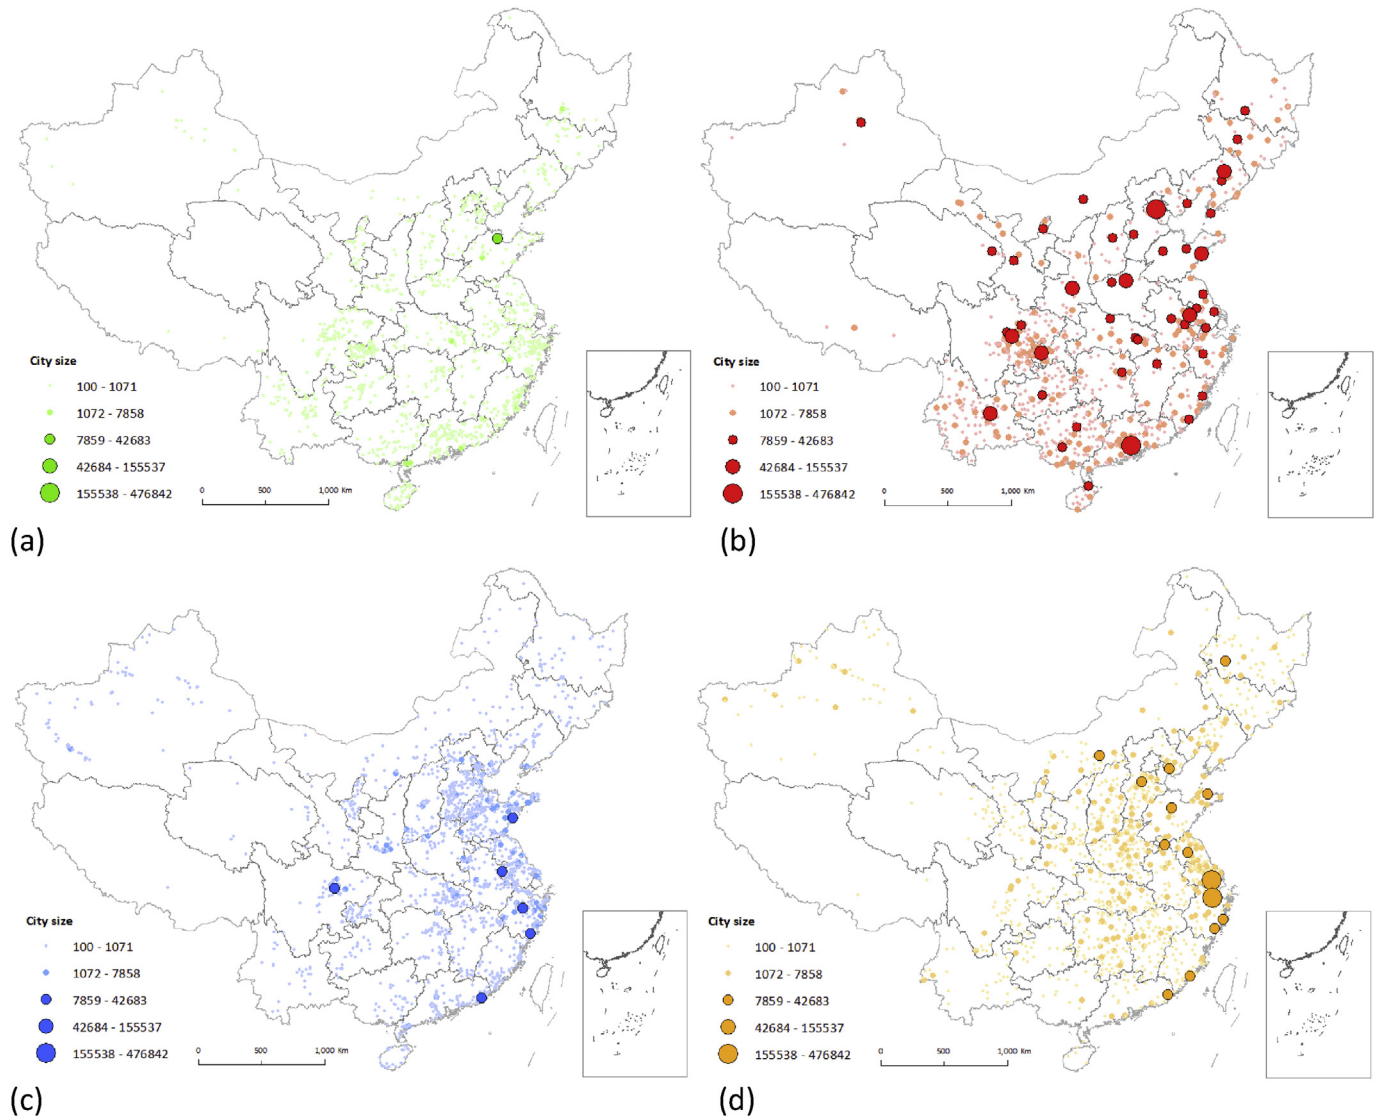 City size
100 - 1071
1072 - 7858
7859 - 42683
42684 - 155537
155538 - 476842
0 500 1,000 Km
(a)
City size
100 - 1071
1072 - 7858
7859 - 42683
42684 - 155537
155538 - 476842
0 500 1,000 Km
(b)
City size
100 - 1071
1072 - 7858
7859 - 42683
42684 - 155537
155538 - 476842
0 500 1,000 Km
(c)
City size
100 - 1071
1072 - 7858
7859 - 42683
42684 - 155537
155538 - 476842
0 500 1,000 Km
(d)